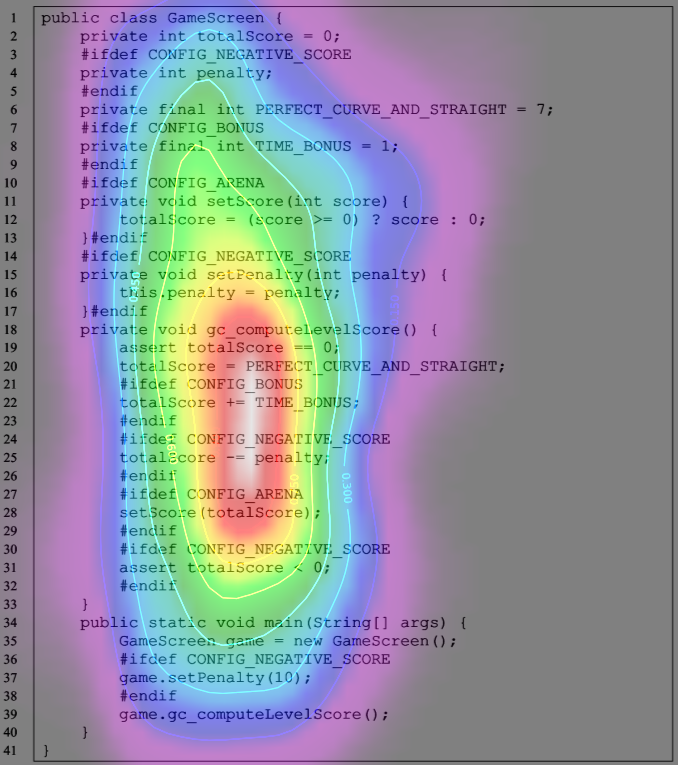 1 public class GameScreen {
2 private int totalScore = 0;
3 #ifdef CONFIG_NEGATIVE_SCORE
4 private int penalty;
5 #endif
6 private final int PERFECT_CURVE_AND_STRAIGHT = 7;
7 #ifdef CONFIG_BONUS
8 private final int TIME_BONUS = 1;
9 #endif
10 #ifdef CONFIG_ARENA
11 private void setScore(int score) {
12 totalScore = (score >= 0) ? score : 0;
13 }#endif
14 #ifdef CONFIG_NEGATIVE_SCORE
15 private void setPenalty(int penalty) {
16 this.penalty = penalty;
17 }#endif
18 private void gc_computeLevelScore() {
19 assert totalScore == 0;
20 totalScore = PERFECT_CURVE_AND_STRAIGHT;
21 #ifdef CONFIG_BONUS
22 totalScore += TIME_BONUS;
23 #endif
24 #ifdef CONFIG_NEGATIVE_SCORE
25 totalScore -= penalty;
26 #endif
27 #ifdef CONFIG_ARENA
28 setScore(totalScore);
29 #endif
30 #ifdef CONFIG_NEGATIVE_SCORE
31 assert totalScore < 0;
32 #endif
33 }
34 public static void main(String[] args) {
35 GameScreen game = new GameScreen();
36 #ifdef CONFIG_NEGATIVE_SCORE
37 game.setPenalty(10);
38 #endif
39 game.gc_computeLevelScore();
40 }
41 }
0.300